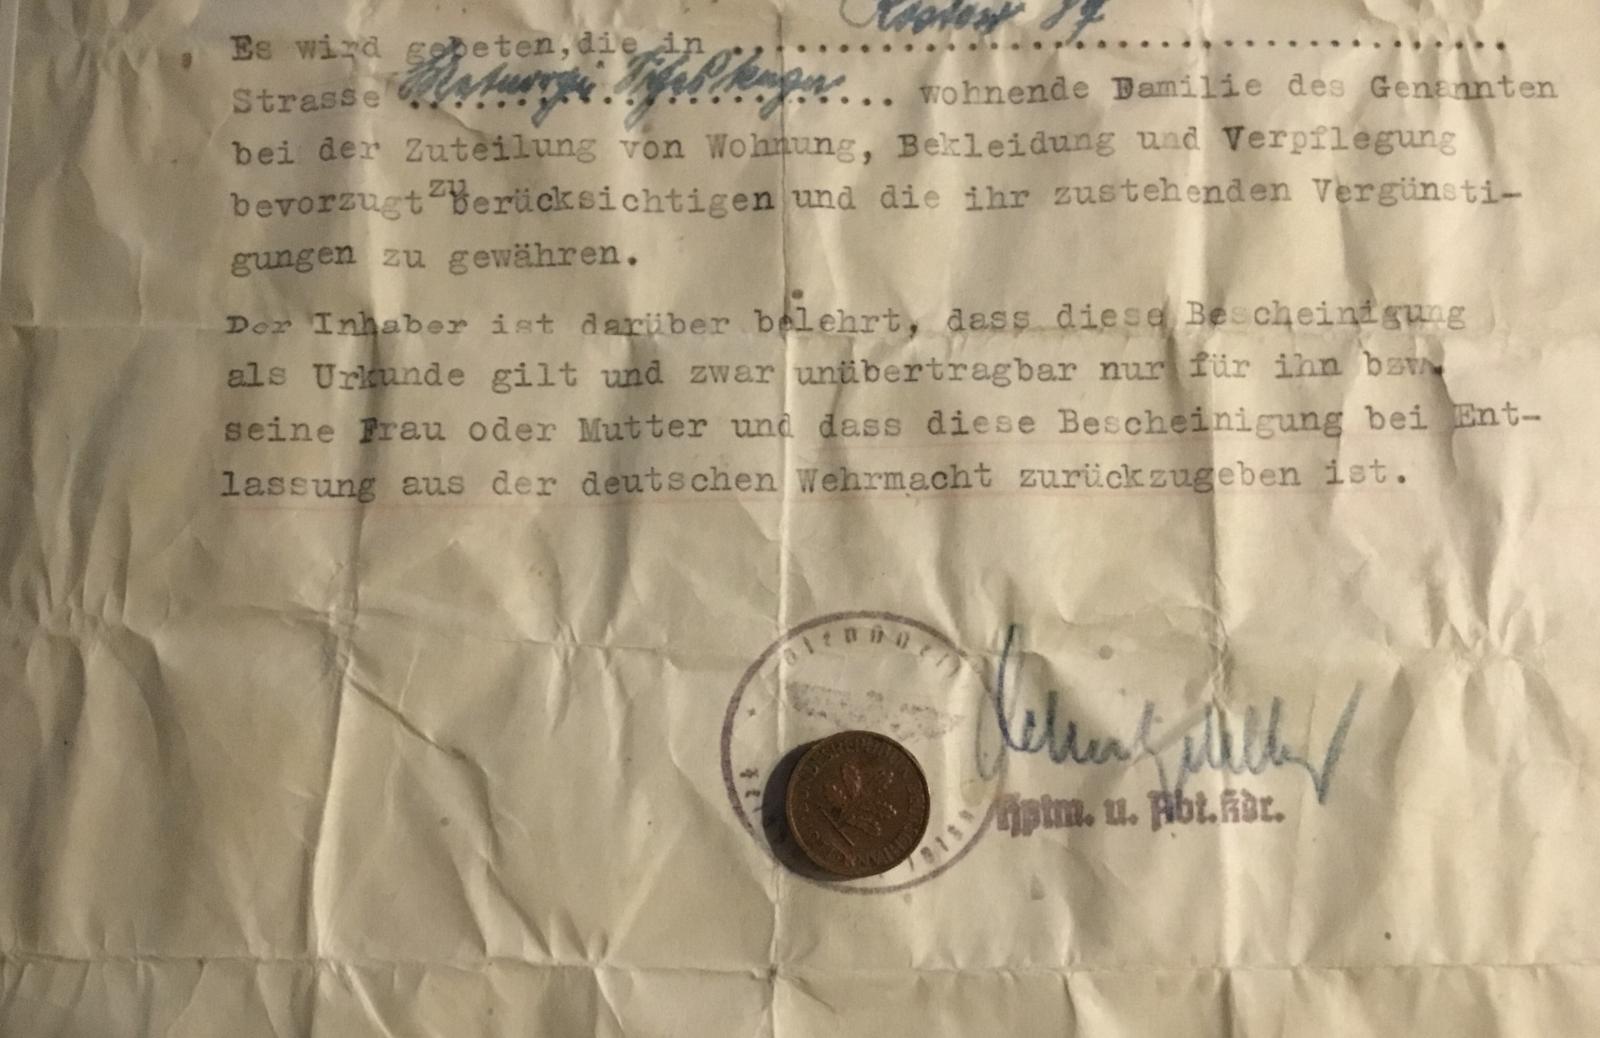 Rostow
Es wird gebeten,die in ........................................
Strasse .......................... wohnende Familie des Genannten
bei der Zuteilung von Wohnung, Bekleidung und Verpflegung
bevorzugt zu berücksichtigen und die ihr zustehenden Vergünsti-
gungen zu gewähren.
Der Inhaber ist darüber belehrt, dass diese Bescheinigung
als Urkunde gilt und zwar unübertragbar nur für ihn bzw.
seine Frau oder Mutter und dass diese Bescheinigung bei Ent-
lassung aus der deutschen Wehrmacht zurückzugeben ist.
Hptm. u. Abt.Kdr.